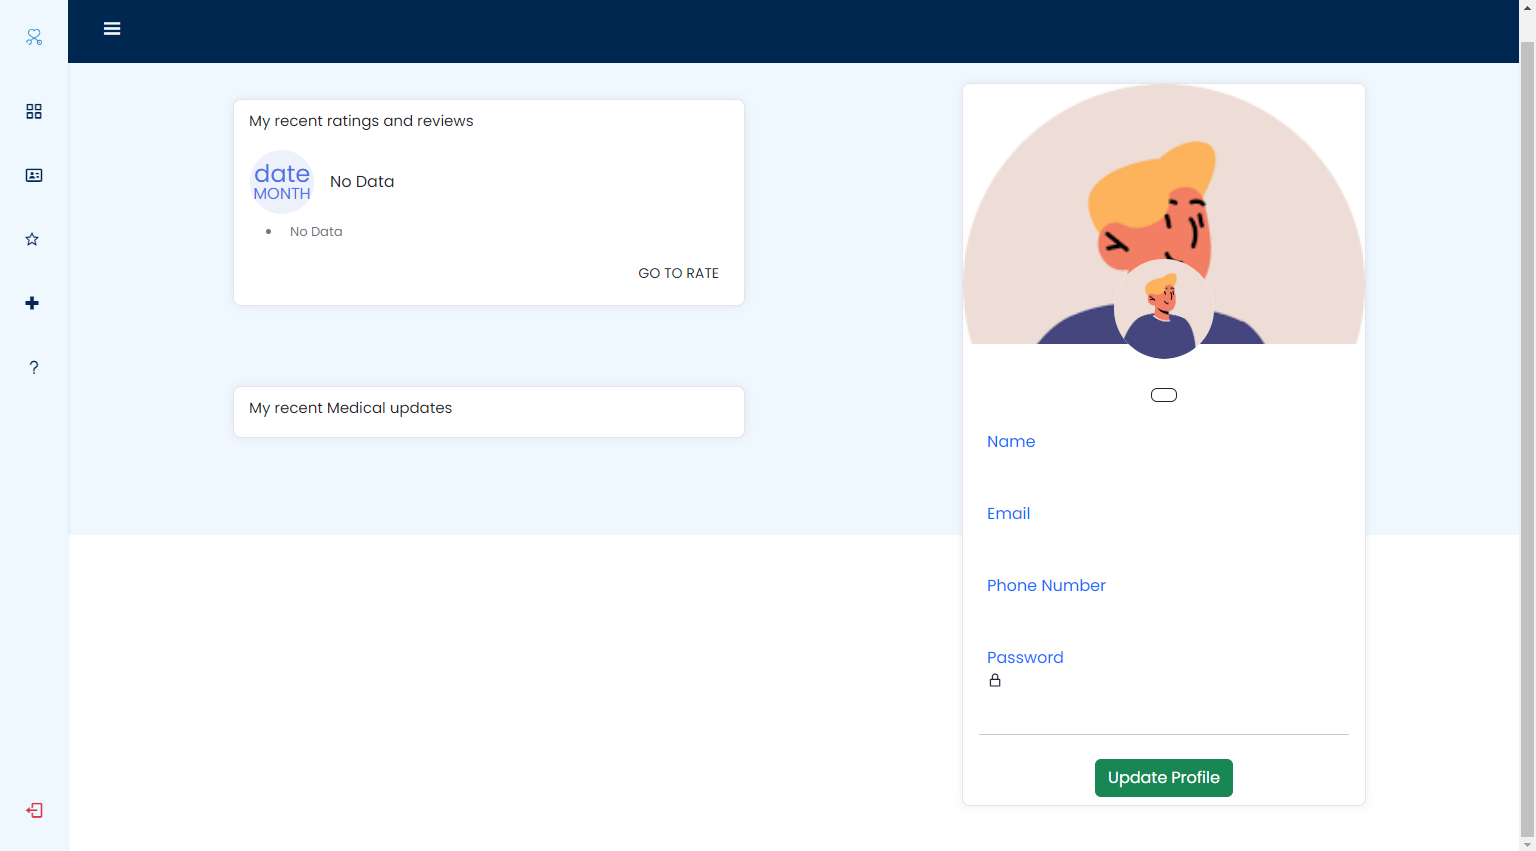 My recent ratings and reviews
date
MONTH
No Data
No Data
GO TO RATE
My recent Medical updates
Name
Email
Phone Number
Password
Update Profile